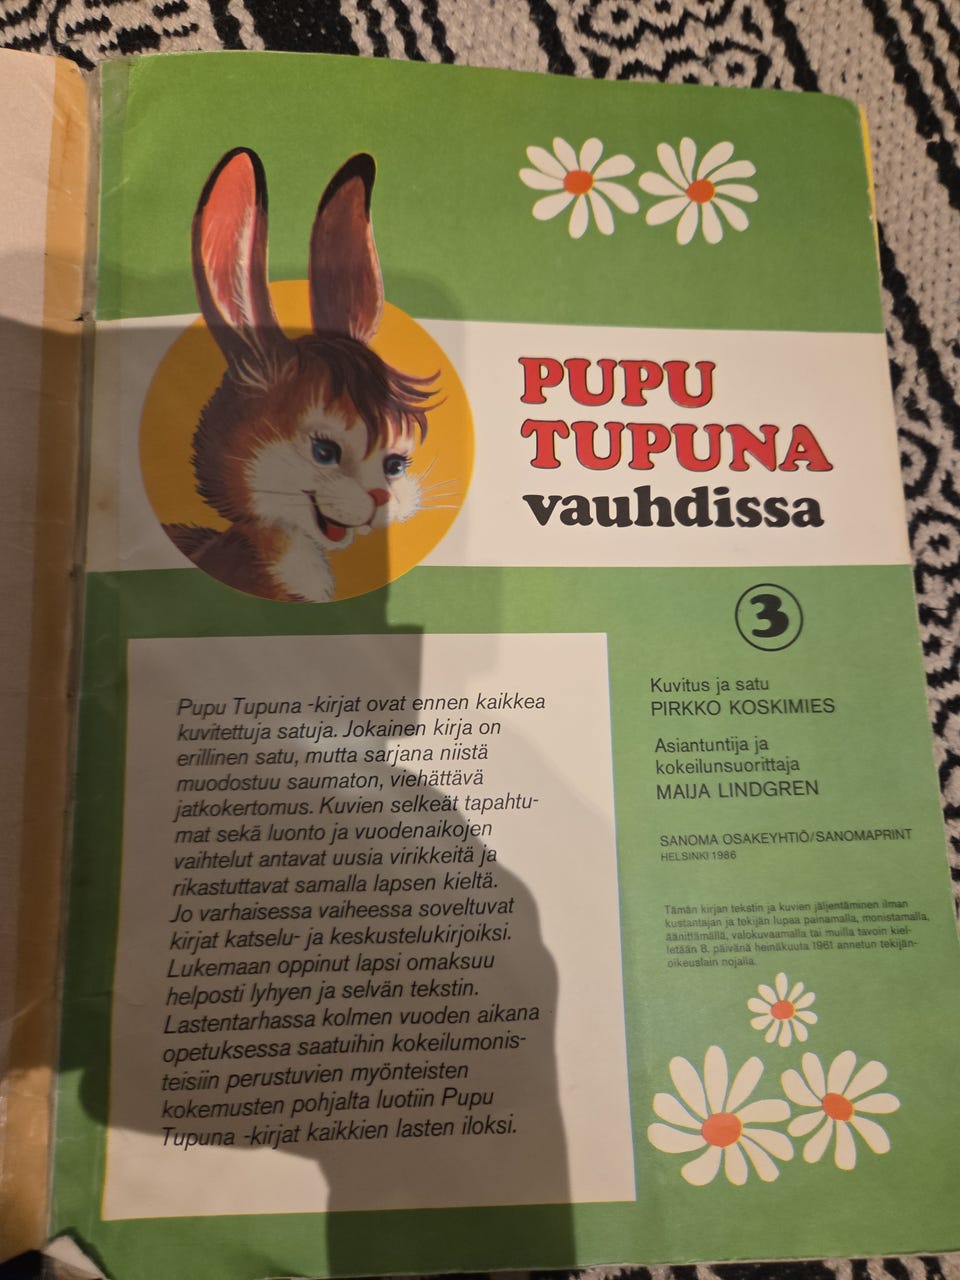 PUPU
TUPUNA
vauhdissa
3
Kuvitus ja satu
PIRKKO KOSKIMIES
Asiantuntija ja
kokeilunsuorittaja
MAIJA LINDGREN
SANOMA OSAKEYHTIÖ/SANOMAPRINT
HELSINKI 1986
Tämän kirjan tekstin ja kuvien jäljentäminen ilman
kustantajan ja tekijän lupaa painamalla, monistamalla,
äänittämällä, valokuvaamalla tai muilla tavoin kiel-
letään 8. päivänä heinäkuuta 1961 annetun tekijän-
oikeuslain nojalla.
Pupu Tupuna -kirjat ovat ennen kaikkea
kuvitettuja satuja. Jokainen kirja on
erillinen satu, mutta sarjana niistä
muodostuu saumaton, viehättävä
jatkokertomus. Kuvien selkeät tapahtu-
mat sekä luonto ja vuodenaikojen
vaihtelut antavat uusia virikkeitä ja
rikastuttavat samalla lapsen kieltä.
Jo varhaisessa vaiheessa soveltuvat
kirjat katselu- ja keskustelukirjoiksi.
Lukemaan oppinut lapsi omaksuu
helposti lyhyen ja selvän tekstin.
Lastentarhassa kolmen vuoden aikana
opetuksessa saatuihin kokeilumonis-
teisiin perustuvien myönteisten
kokemusten pohjalta luotiin Pupu
Tupuna -kirjat kaikkien lasten iloksi.